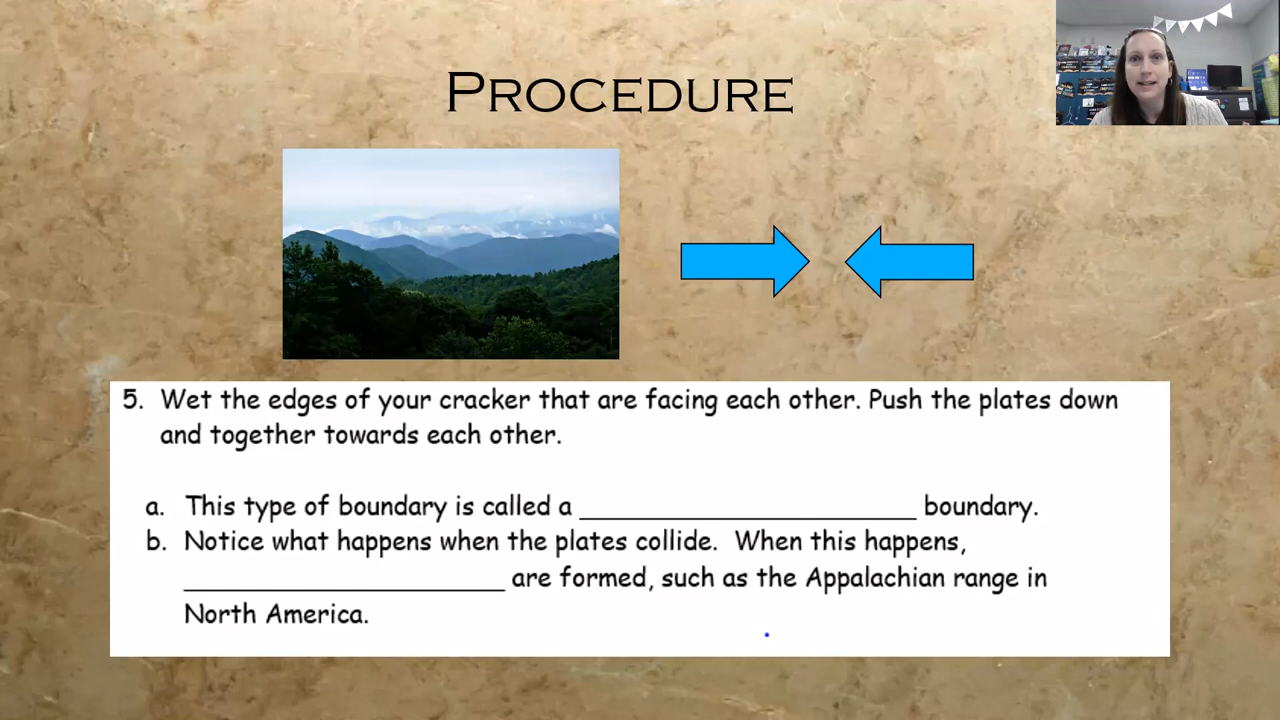 PROCEDURE
5. Wet the edges of your cracker that are facing each other. Push the plates down
and together towards each other.
a. This type of boundary is called a ________________________ boundary.
b. Notice what happens when the plates collide. When this happens,
_______________________ are formed, such as the Appalachian range in
North America.